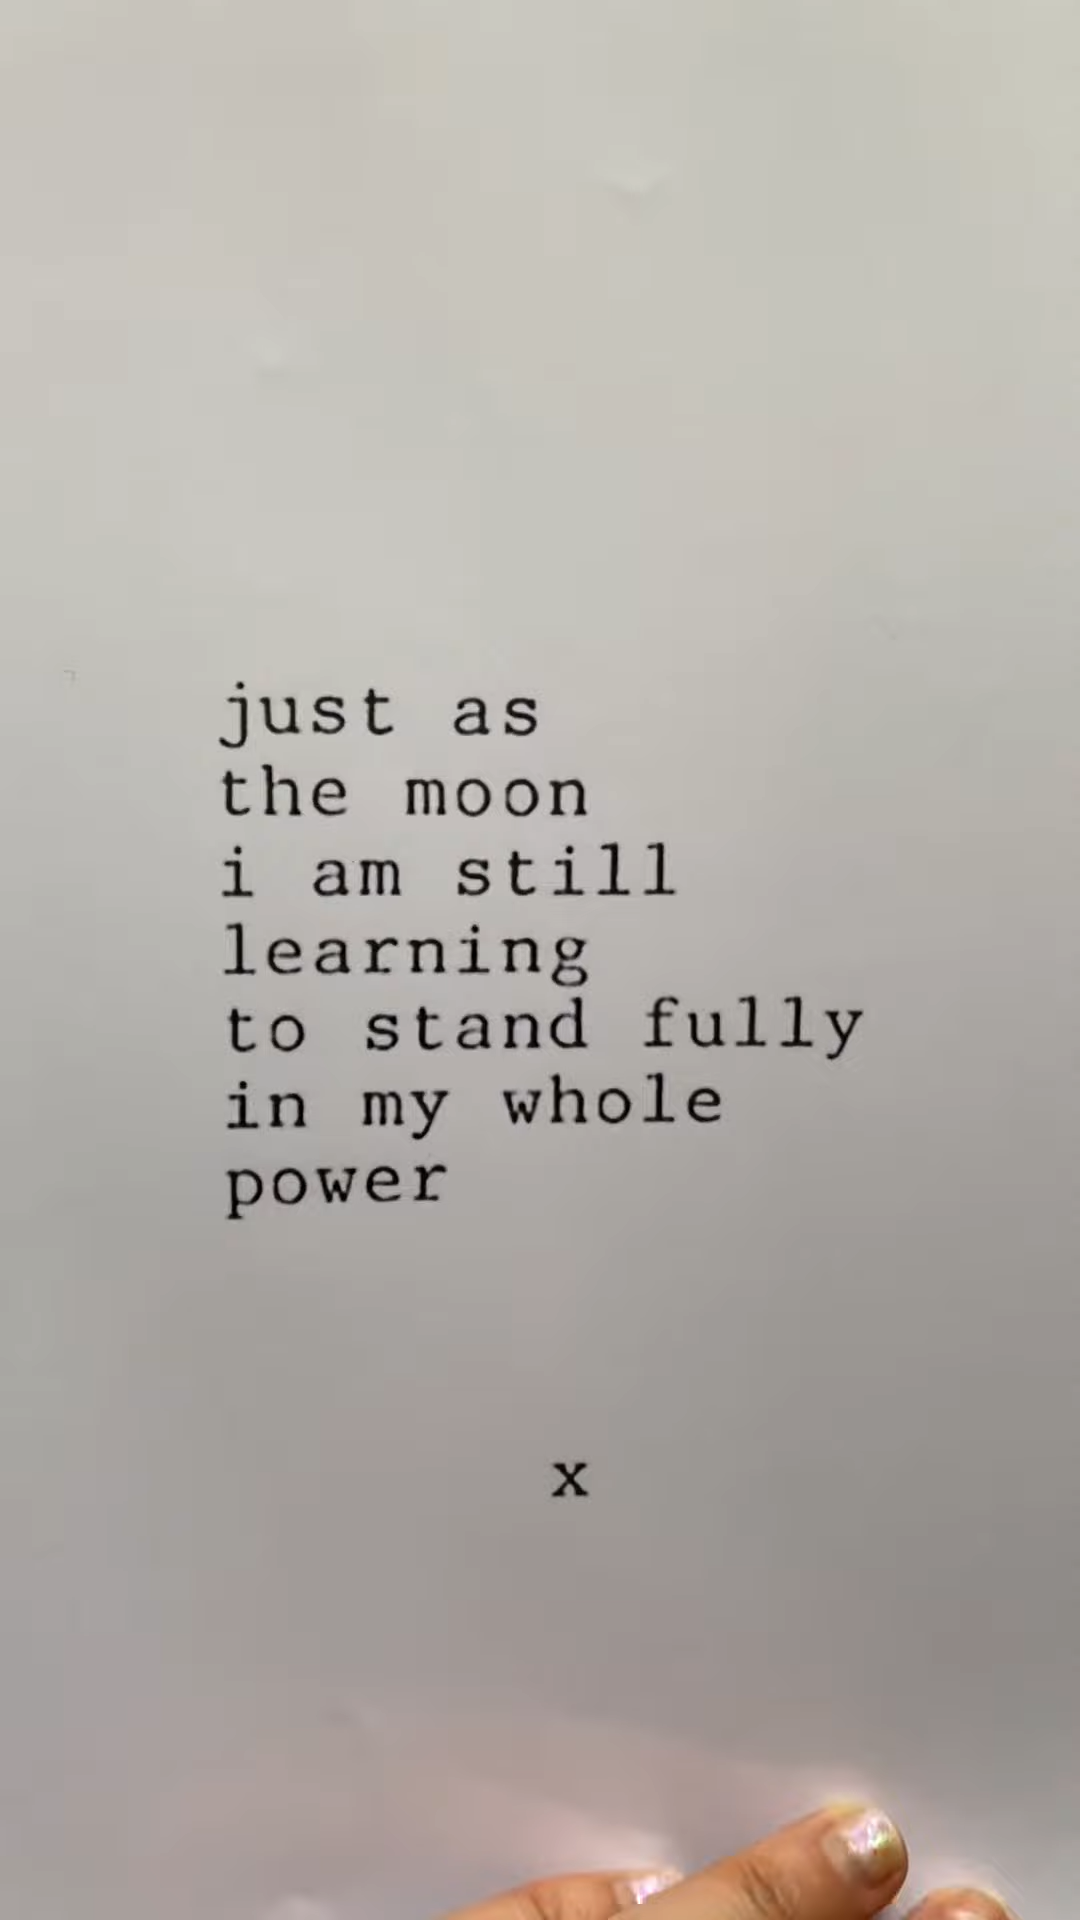 just as
the moon
i am still
learning
to stand fully
in my whole
power
x